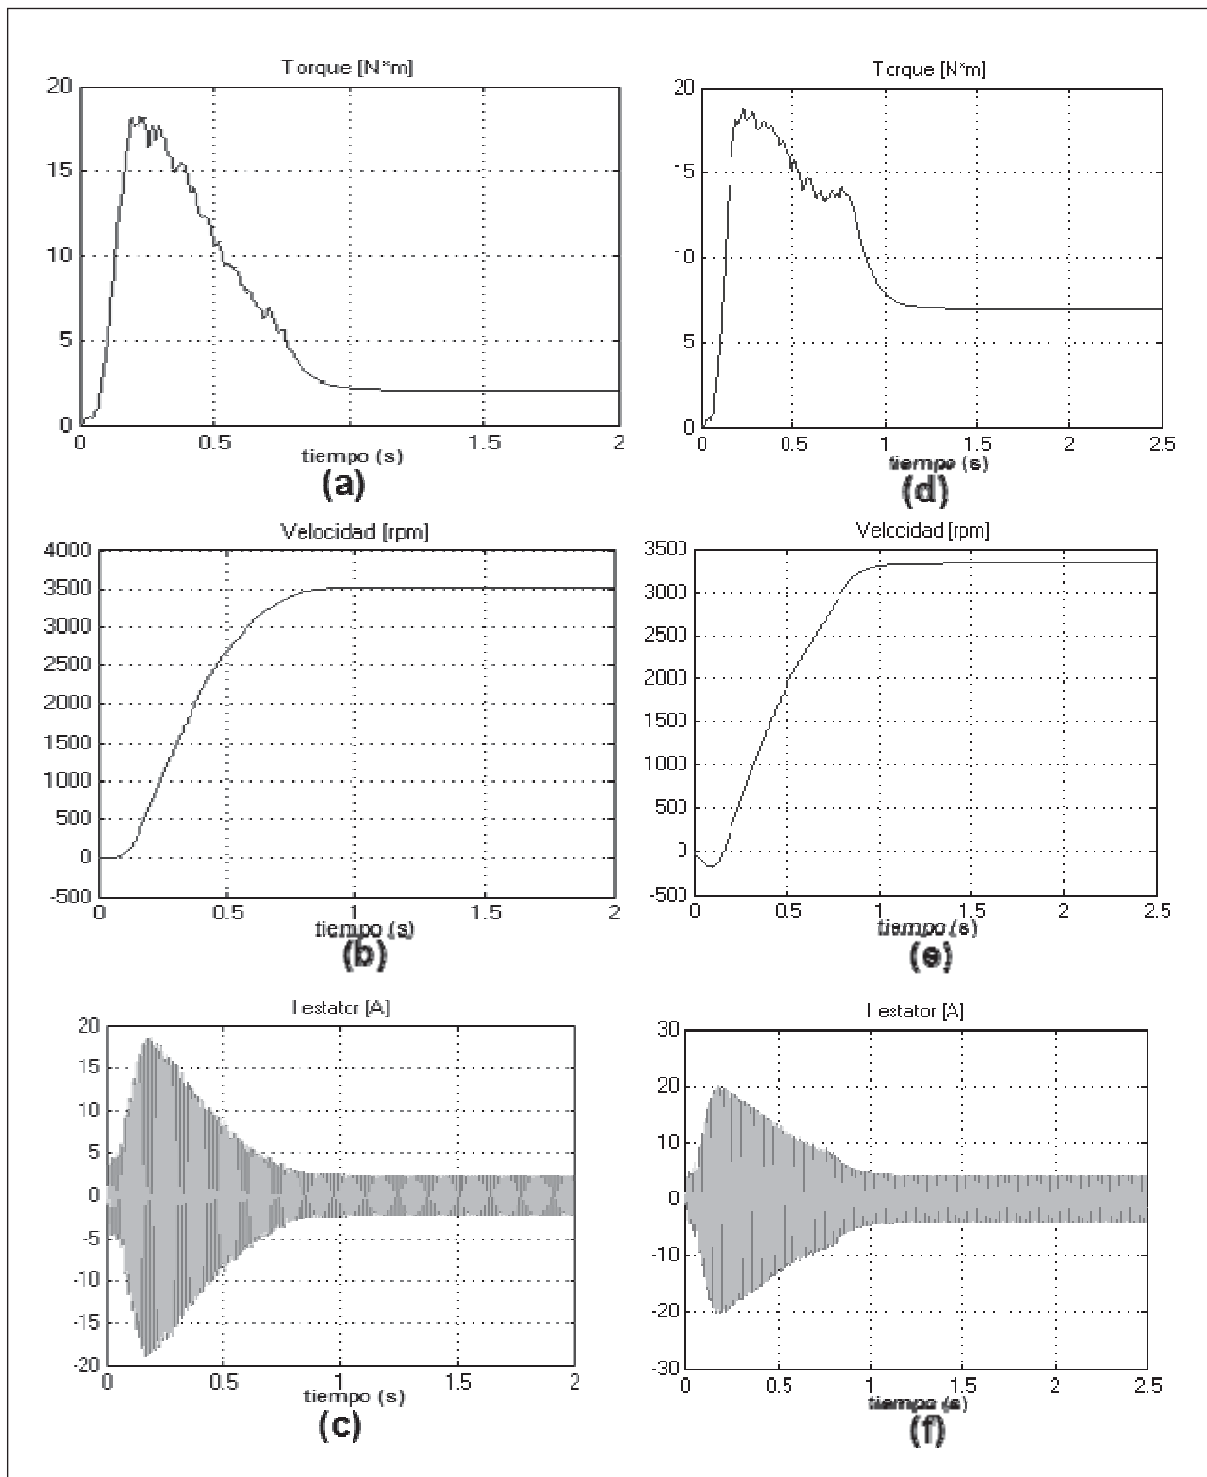 Torque [N*m]
20
15
10
5
0
0 0.5 1 1.5 2
tiempo (s)
(a)
Torque [N*m]
20
15
10
5
0
0 0.5 1 1.5 2 2.5
tiempo (s)
(d)
Velocidad [rpm]
4000
3500
3000
2500
2000
1500
1000
500
0
-500
0 0.5 1 1.5 2
tiempo (s)
(b)
Velocidad [rpm]
3500
3000
2500
2000
1500
1000
500
0
-500
0 0.5 1 1.5 2 2.5
tiempo (s)
(e)
I estator [A]
20
15
10
5
0
-5
-10
-15
-20
0 0.5 1 1.5 2
tiempo (s)
(c)
I estator [A]
30
20
10
0
-10
-20
-30
0 0.5 1 1.5 2 2.5
tiempo (s)
(f)